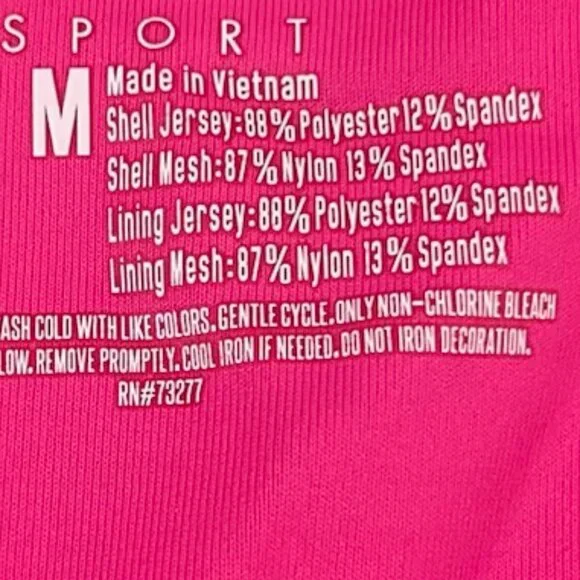 SPORT
M
Made in Vietnam
Shell Jersey:88% Polyester 12% Spandex
Shell Mesh:87% Nylon 13% Spandex
Lining Jersey:88% Polyester 12% Spandex
Lining Mesh:87% Nylon 13% Spandex
ASH COLD WITH LIKE COLORS. GENTLE CYCLE. ONLY NON-CHLORINE BLEACH
LOW. REMOVE PROMPTLY. COOL IRON IF NEEDED. DO NOT IRON DECORATION.
RN#73277